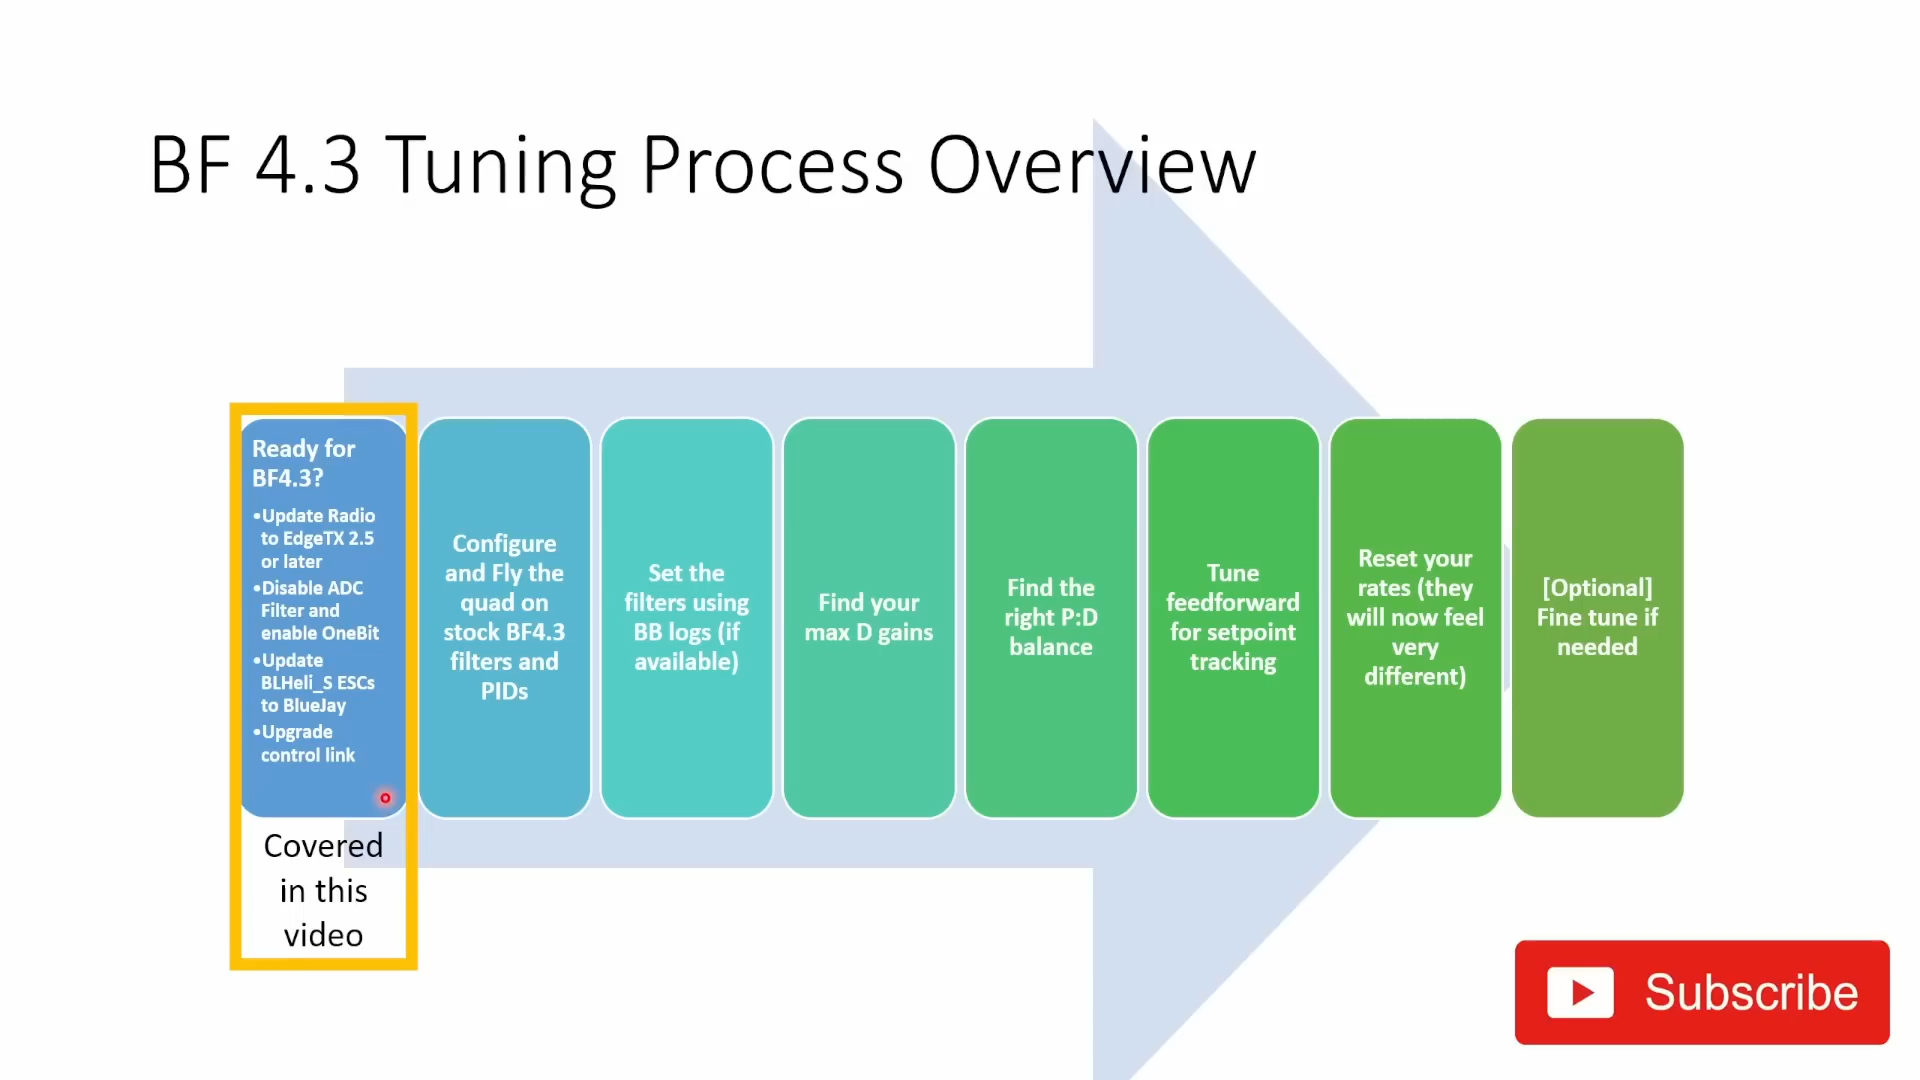 BF 4.3 Tuning Process Overview
Ready for
BF4.3?
•Update Radio
to EdgeTX 2.5
or later
•Disable ADC
Filter and
enable OneBit
•Update
BLHeli_S ESCs
to BlueJay
•Upgrade
control link
Covered
in this
video
Configure
and Fly the
quad on
stock BF4.3
filters and
PIDs
Set the
filters using
BB logs (if
available)
Find your
max D gains
Find the
right P:D
balance
Tune
feedforward
for setpoint
tracking
Reset your
rates (they
will now feel
very
different)
[Optional]
Fine tune if
needed
Subscribe